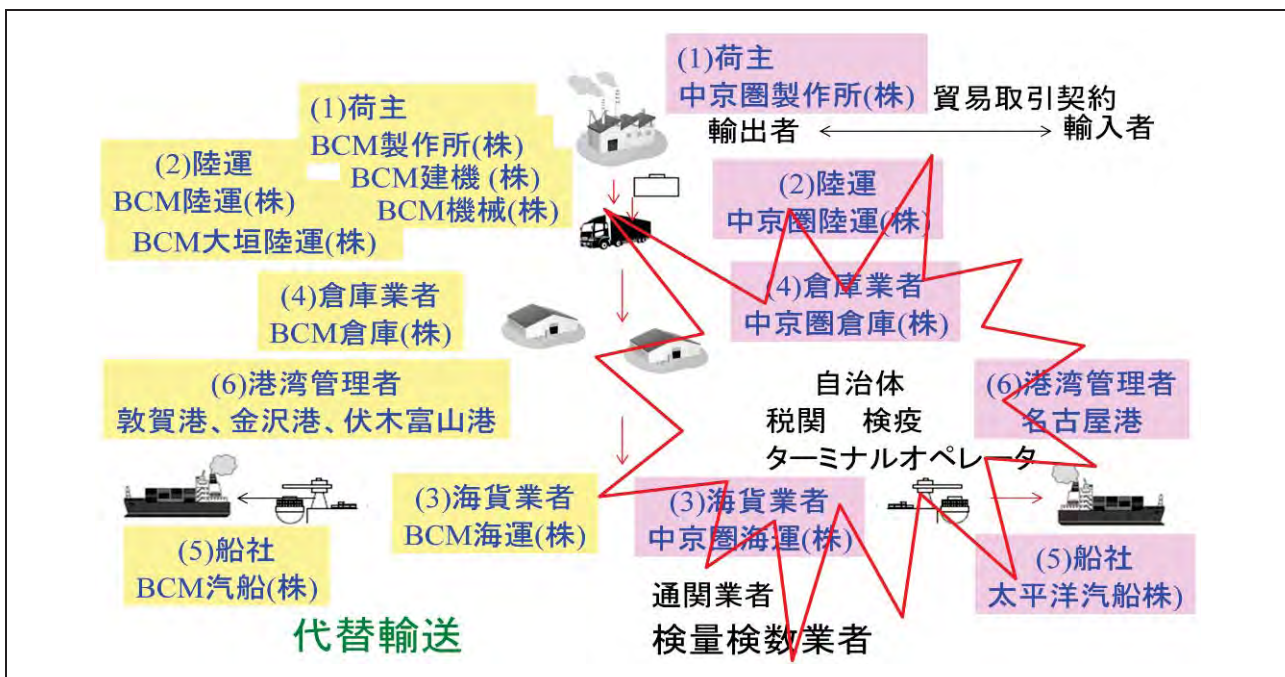 (1)荷主
中京圏製作所(株)
貿易取引契約
輸出者
輸入者
(1)荷主
BCM製作所(株)
BCM建機 (株)
BCM機械(株)
(2)陸運
BCM陸運(株)
BCM大垣陸運(株)
(2)陸運
中京圏陸運(株)
(4)倉庫業者
BCM倉庫(株)
(4)倉庫業者
中京圏倉庫(株)
(6)港湾管理者
敦賀港、金沢港、伏木富山港
自治体
税関 検疫
ターミナルオペレータ
(6)港湾管理者
名古屋港
(3)海貨業者
BCM海運(株)
(3)海貨業者
中京圏海運(株)
(5)船社
BCM汽船(株)
(5)船社
太平洋汽船株)
通関業者
検量検数業者
代替輸送